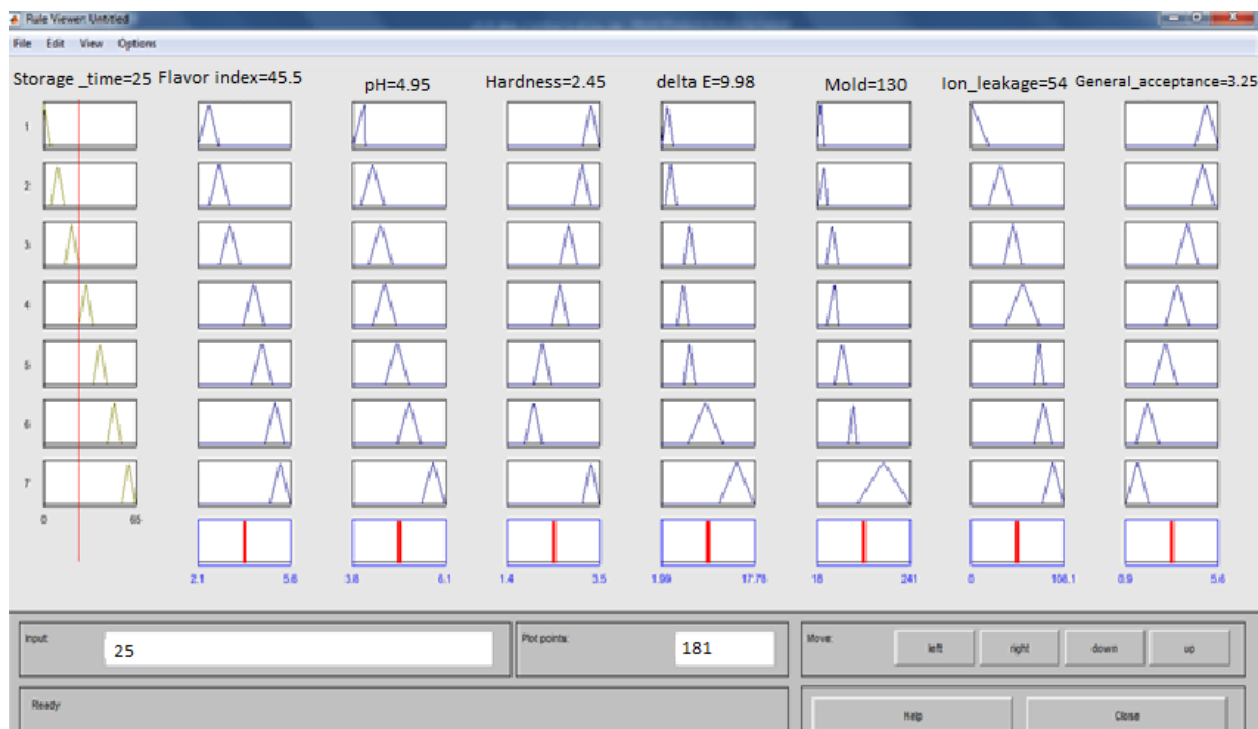 Rule Viewer: Untitled
File Edit View Options
Storage _time=25 Flavor index=45.5 pH=4.95 Hardness=2.45 delta E=9.98 Mold=130 Ion_leakage=54 General_acceptance=3.25
1
2
3
4
5
6
7
0 65
2.1 5.6 3.8 6.1 1.4 3.5 1.99 17.78 18 241 0 108.1 0.9 5.6
Input: 25 Plot points: 181 Move: left right down up
Ready Help Close